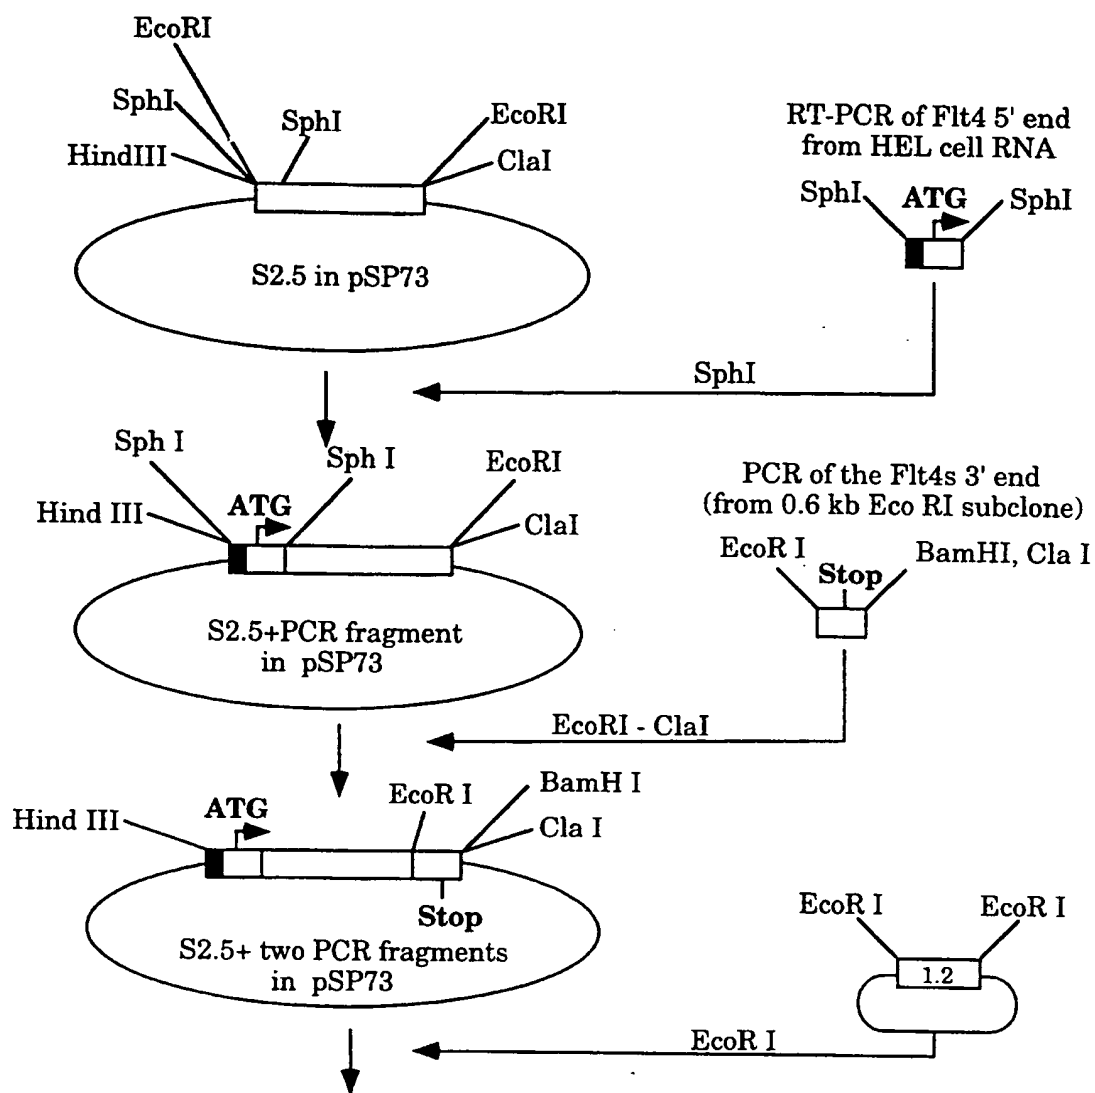 EcoRI
SphI
SphI
EcoRI
HindIII
ClaI
S2.5 in pSP73
RT-PCR of Flt4 5' end
from HEL cell RNA
SphI
ATG
SphI
SphI
Sph I
Sph I
EcoRI
Hind III
ATG
ClaI
S2.5+PCR fragment
in pSP73
PCR of the Flt4s 3' end
(from 0.6 kb Eco RI subclone)
EcoR I
BamHI, Cla I
Stop
EcoRI - ClaI
Hind III
ATG
EcoR I
BamH I
Cla I
Stop
S2.5+ two PCR fragments
in pSP73
EcoR I
EcoR I
1.2
EcoR I